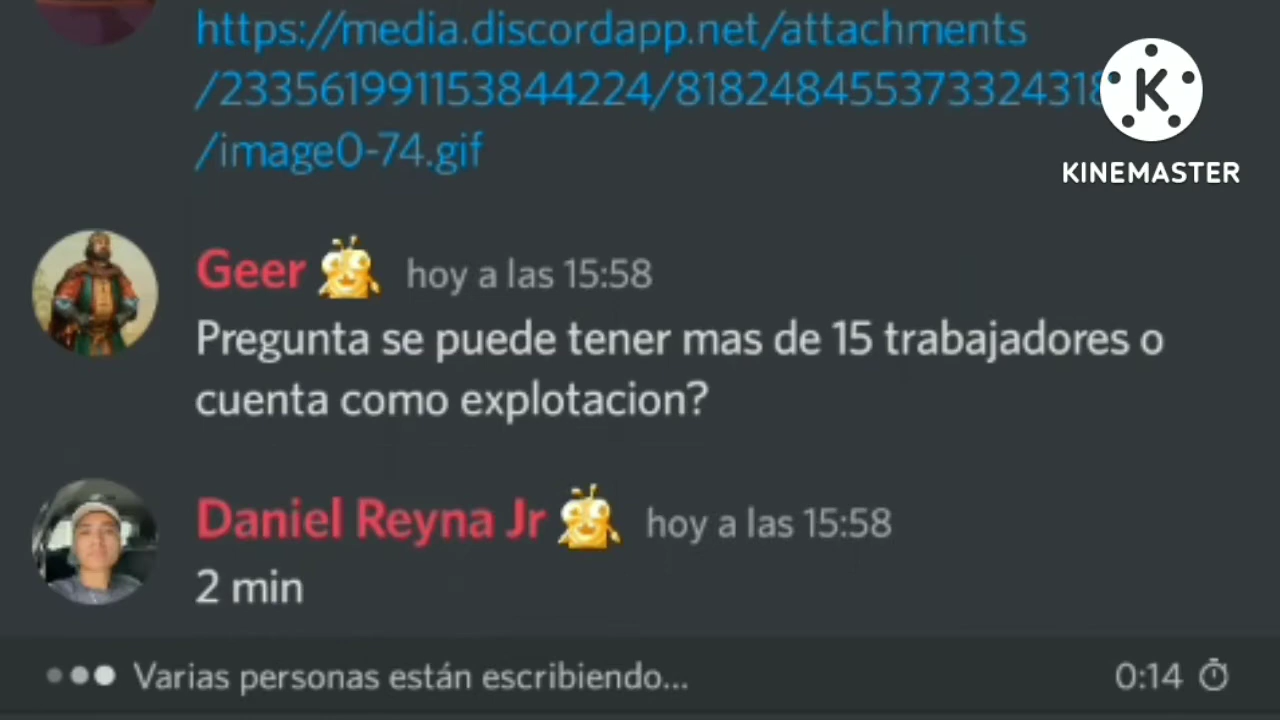 https://media.discordapp.net/attachments
/233561991153844224/818248455373324318
/image0-74.gif
K
KINEMASTER
Geer hoy a las 15:58
Pregunta se puede tener mas de 15 trabajadores o
cuenta como explotacion?
Daniel Reyna Jr hoy a las 15:58
2 min
Varias personas están escribiendo... 0:14